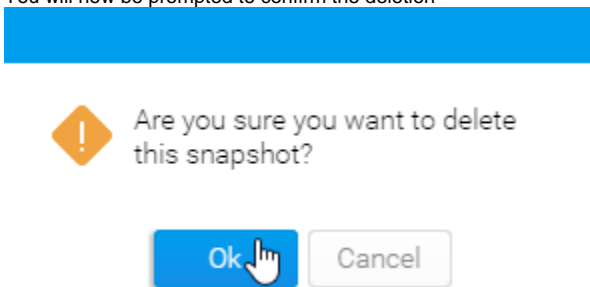 You will now be prompted to confirm the deletion
Are you sure you want to delete
this snapshot?
Ok
Cancel